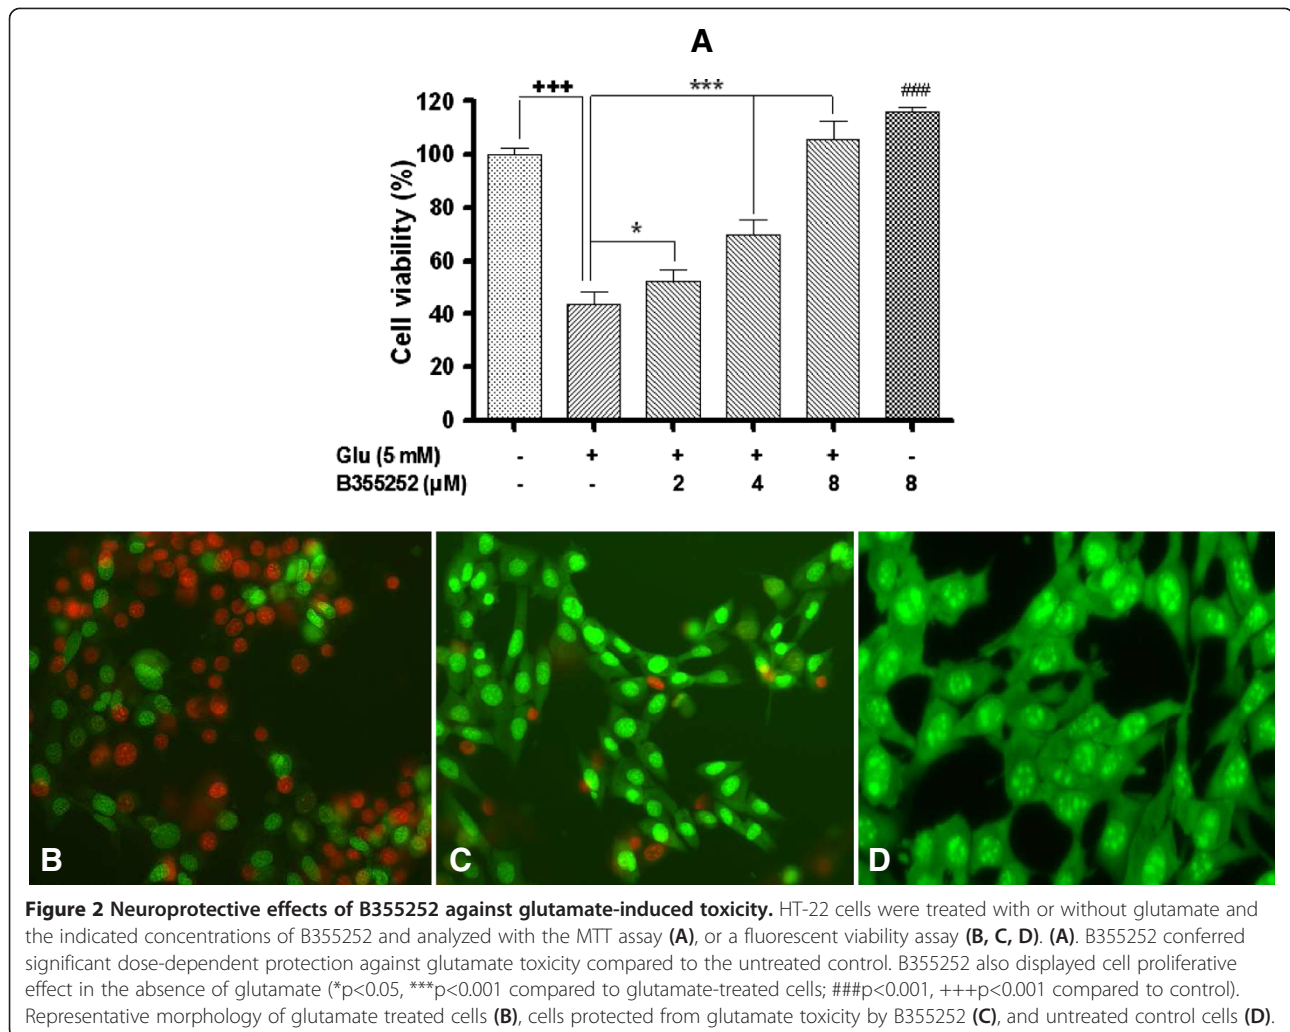 A
+++
***
###
*
Cell viability (%)
120
100
80
60
40
20
0
Glu (5 mM) - + + + + -
B355252 (µM) - - 2 4 8 8
B
C
D
Figure 2 Neuroprotective effects of B355252 against glutamate-induced toxicity. HT-22 cells were treated with or without glutamate and
the indicated concentrations of B355252 and analyzed with the MTT assay (A), or a fluorescent viability assay (B, C, D). (A). B355252 conferred
significant dose-dependent protection against glutamate toxicity compared to the untreated control. B355252 also displayed cell proliferative
effect in the absence of glutamate (*p<0.05, ***p<0.001 compared to glutamate-treated cells; ###p<0.001, +++p<0.001 compared to control).
Representative morphology of glutamate treated cells (B), cells protected from glutamate toxicity by B355252 (C), and untreated control cells (D).